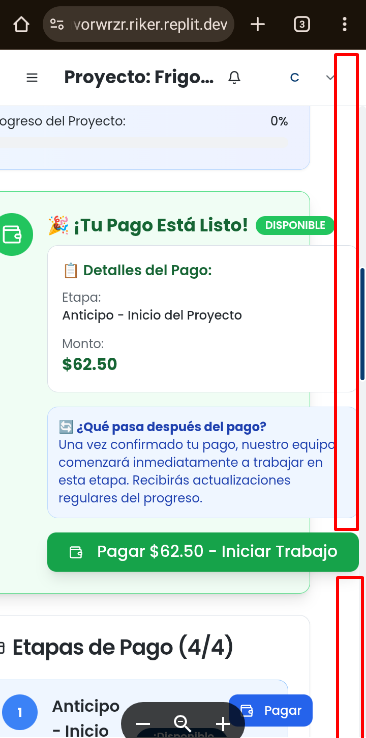 vorwrzr.riker.replit.dev
3
Proyecto: Frigo...
C
ogreso del Proyecto:
0%
🎉 ¡Tu Pago Está Listo!
DISPONIBLE
📋 Detalles del Pago:
Etapa:
Anticipo - Inicio del Proyecto
Monto:
$62.50
🔄 ¿Qué pasa después del pago?
Una vez confirmado tu pago, nuestro equipo
comenzará inmediatamente a trabajar en
esta etapa. Recibirás actualizaciones
regulares del progreso.
Pagar $62.50 - Iniciar Trabajo
Etapas de Pago (4/4)
1
Anticipo
- Inicio
Pagar